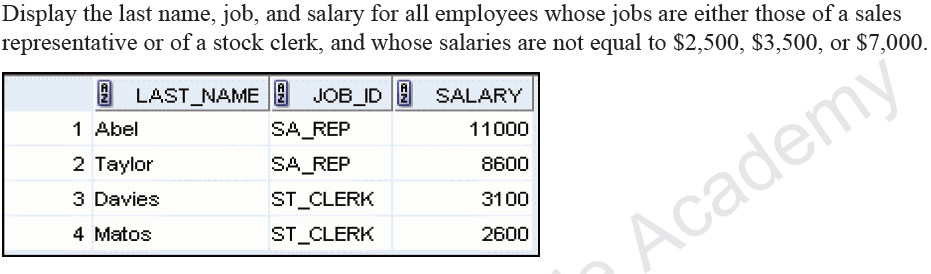 Display the last name, job, and salary for all employees whose jobs are either those of a sales
representative or of a stock clerk, and whose salaries are not equal to $2,500, $3,500, or $7,000.
LAST_NAME JOB_ID SALARY
1 Abel SA_REP 11000
2 Taylor SA_REP 8600
3 Davies ST_CLERK 3100
4 Matos ST_CLERK 2600
Academy